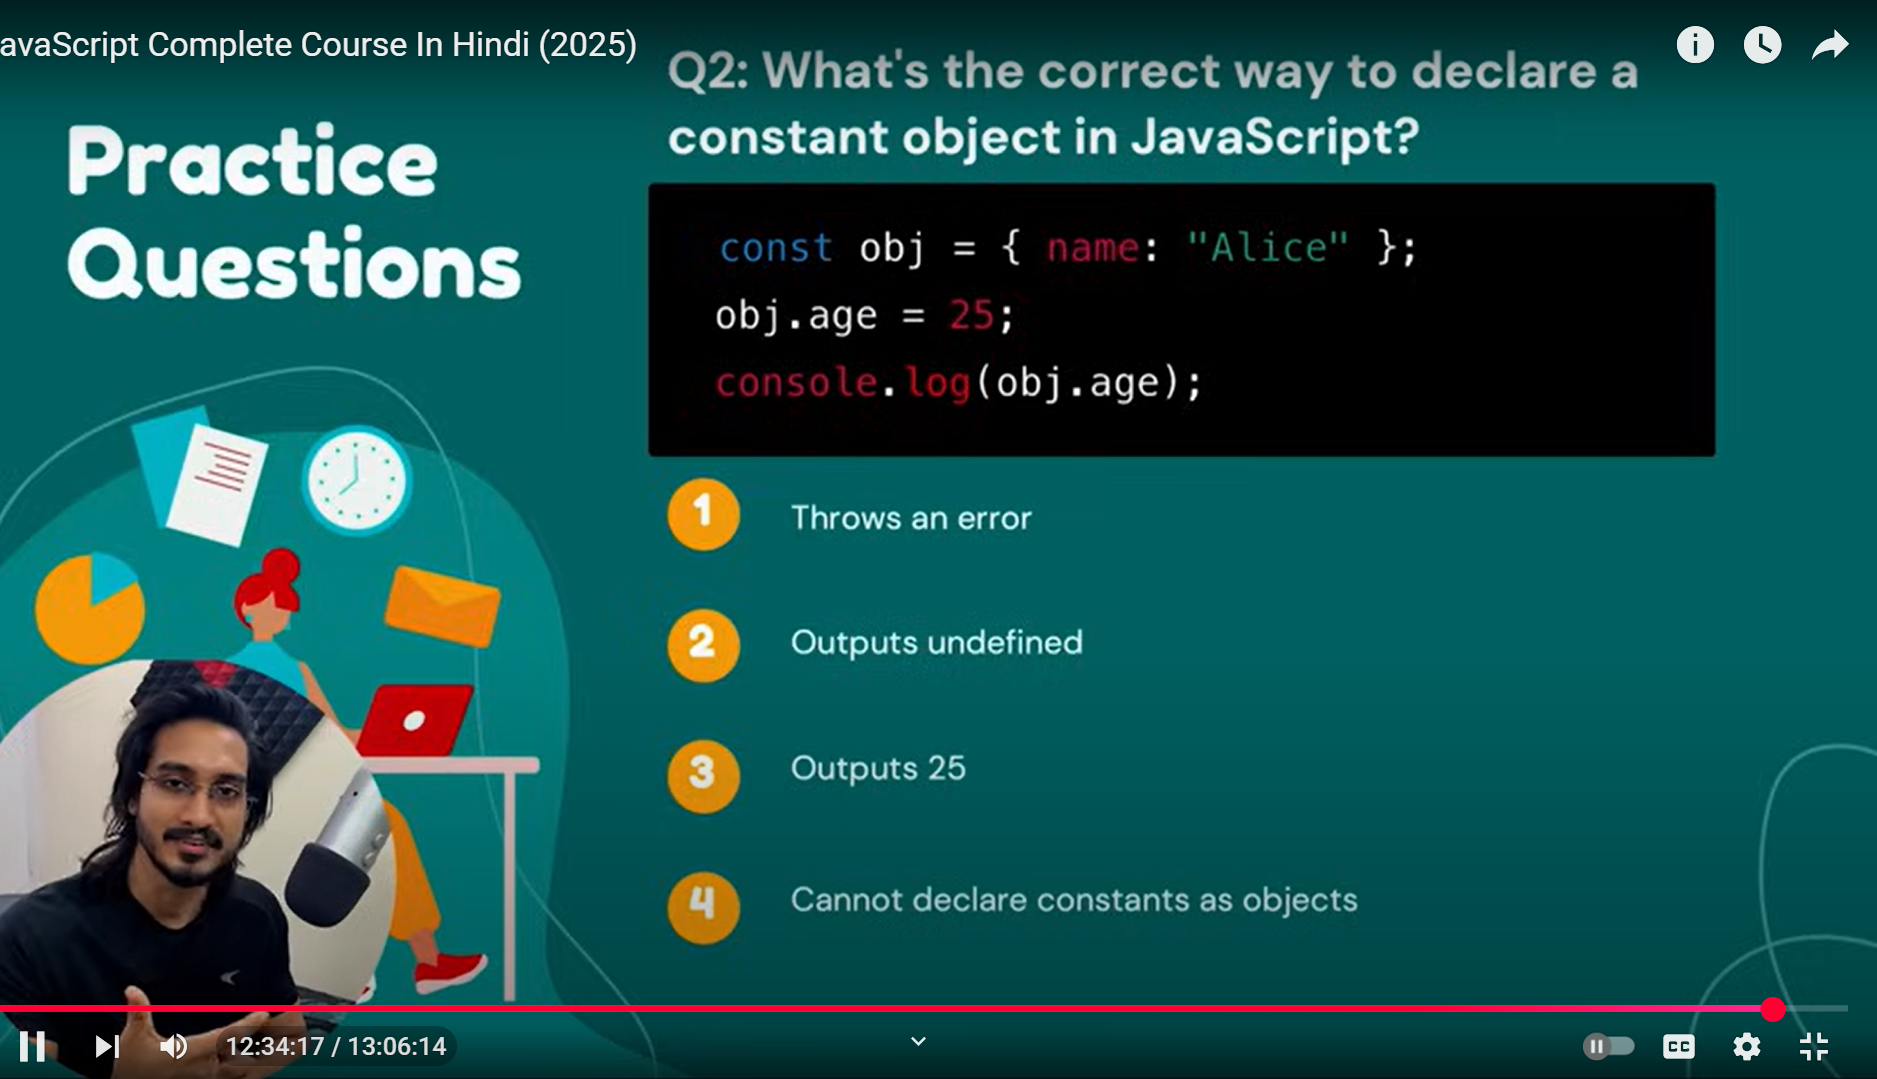 avaScript Complete Course In Hindi (2025)
Q2: What's the correct way to declare a
constant object in JavaScript?
Practice
Questions
const obj = { name: "Alice" };
obj.age = 25;
console.log(obj.age);
1 Throws an error
2 Outputs undefined
3 Outputs 25
4 Cannot declare constants as objects
12:34:17 / 13:06:14
CC